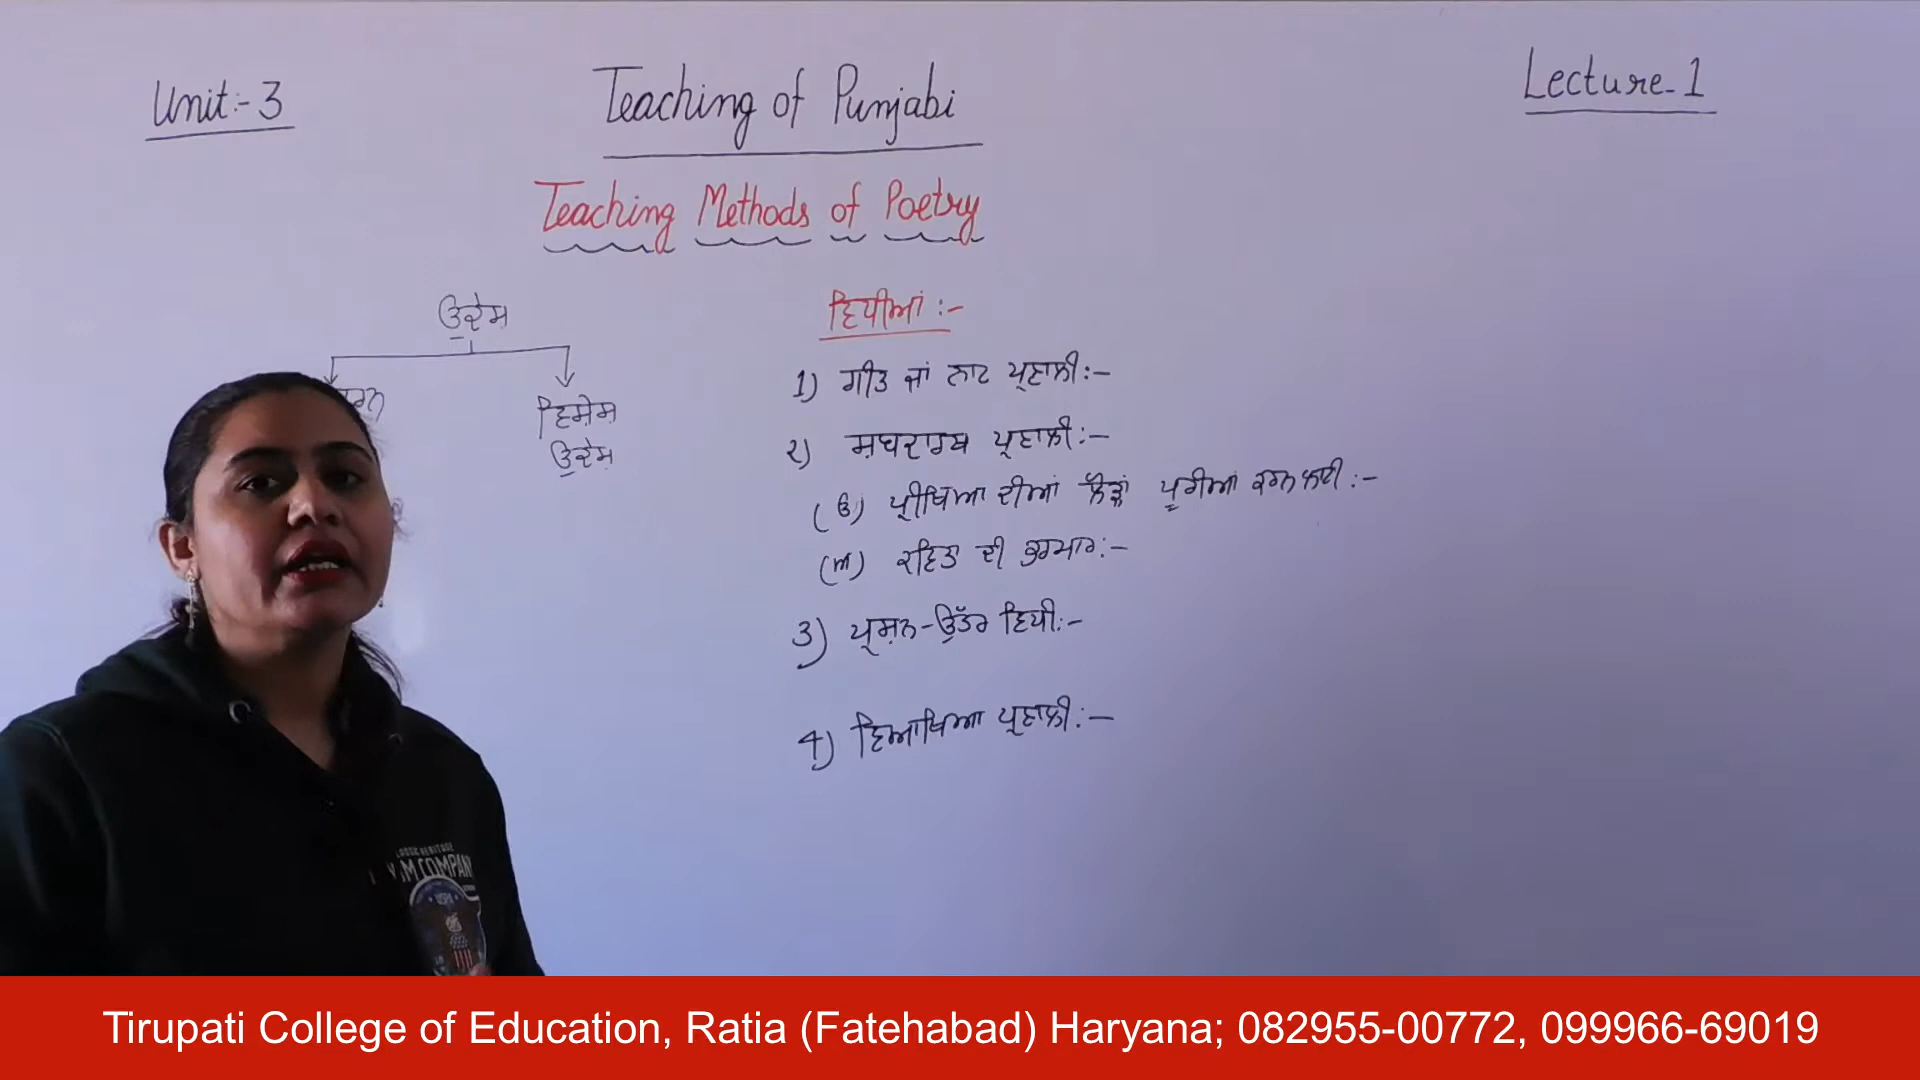 Unit:- 3
Teaching of Punjabi
Lecture-1
Teaching Methods of Poetry
ਉਦੇਸ਼
ਵਿਸ਼ੇਸ਼
ਉਦੇਸ਼
ਵਿਧੀਆਂ :-
1) ਗੀਤ ਜਾਂ ਨਾਟ ਪ੍ਰਣਾਲੀ:-
2) ਸ਼ਬਦਾਰਥ ਪ੍ਰਣਾਲੀ:-
(ੳ) ਪ੍ਰੀਖਿਆ ਦੀਆਂ ਲੋੜਾਂ ਪੂਰੀਆਂ ਕਰਨ ਲਈ:-
(ਅ) ਦੀ ਭਰਮਾਰ:-
3) ਪ੍ਰਸ਼ਨ-ਉੱਤਰ ਵਿਧੀ:-
4) ਵਿਆਖਿਆ ਪ੍ਰਣਾਲੀ:-
Tirupati College of Education, Ratia (Fatehabad) Haryana; 082955-00772, 099966-69019